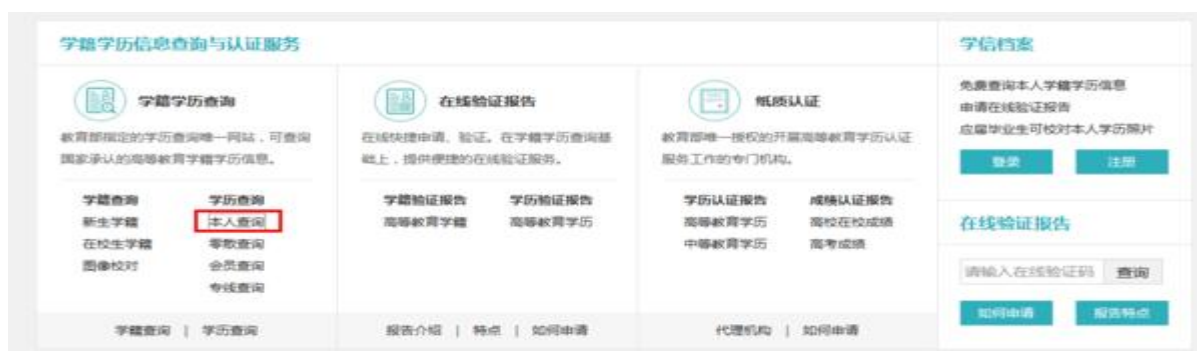 学籍学历信息查询与认证服务
学籍学历查询
教育部指定的学历查询唯一网站，可查询
国家承认的高等教育学籍学历信息。
学籍查询 学历查询
新生学籍 本人查询
在校生学籍 零散查询
图像校对 会员查询
专线查询
学籍查询 | 学历查询
在线验证报告
在线快捷申请、验证。在学籍学历查询基
础上，提供便捷的在线验证服务。
学籍验证报告 学历验证报告
高等教育学籍 高等教育学历
报告介绍 | 特点 | 如何申请
纸质认证
教育部唯一授权的开展高等教育学历认证
服务工作的专门机构。
学历认证报告 成绩认证报告
高等教育学历 高校在校成绩
中等教育学历 高考成绩
代理机构 | 如何申请
学信档案
免费查询本人学籍学历信息
申请在线验证报告
应届毕业生可校对本人学历照片
登录 注册
在线验证报告
请输入在线验证码 查询
如何申请 报告特点